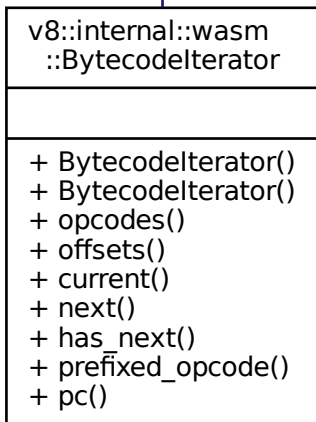 v8::internal::wasm
::BytecodeIterator
+ BytecodeIterator()
+ BytecodeIterator()
+ opcodes()
+ offsets()
+ current()
+ next()
+ has_next()
+ prefixed_opcode()
+ pc()